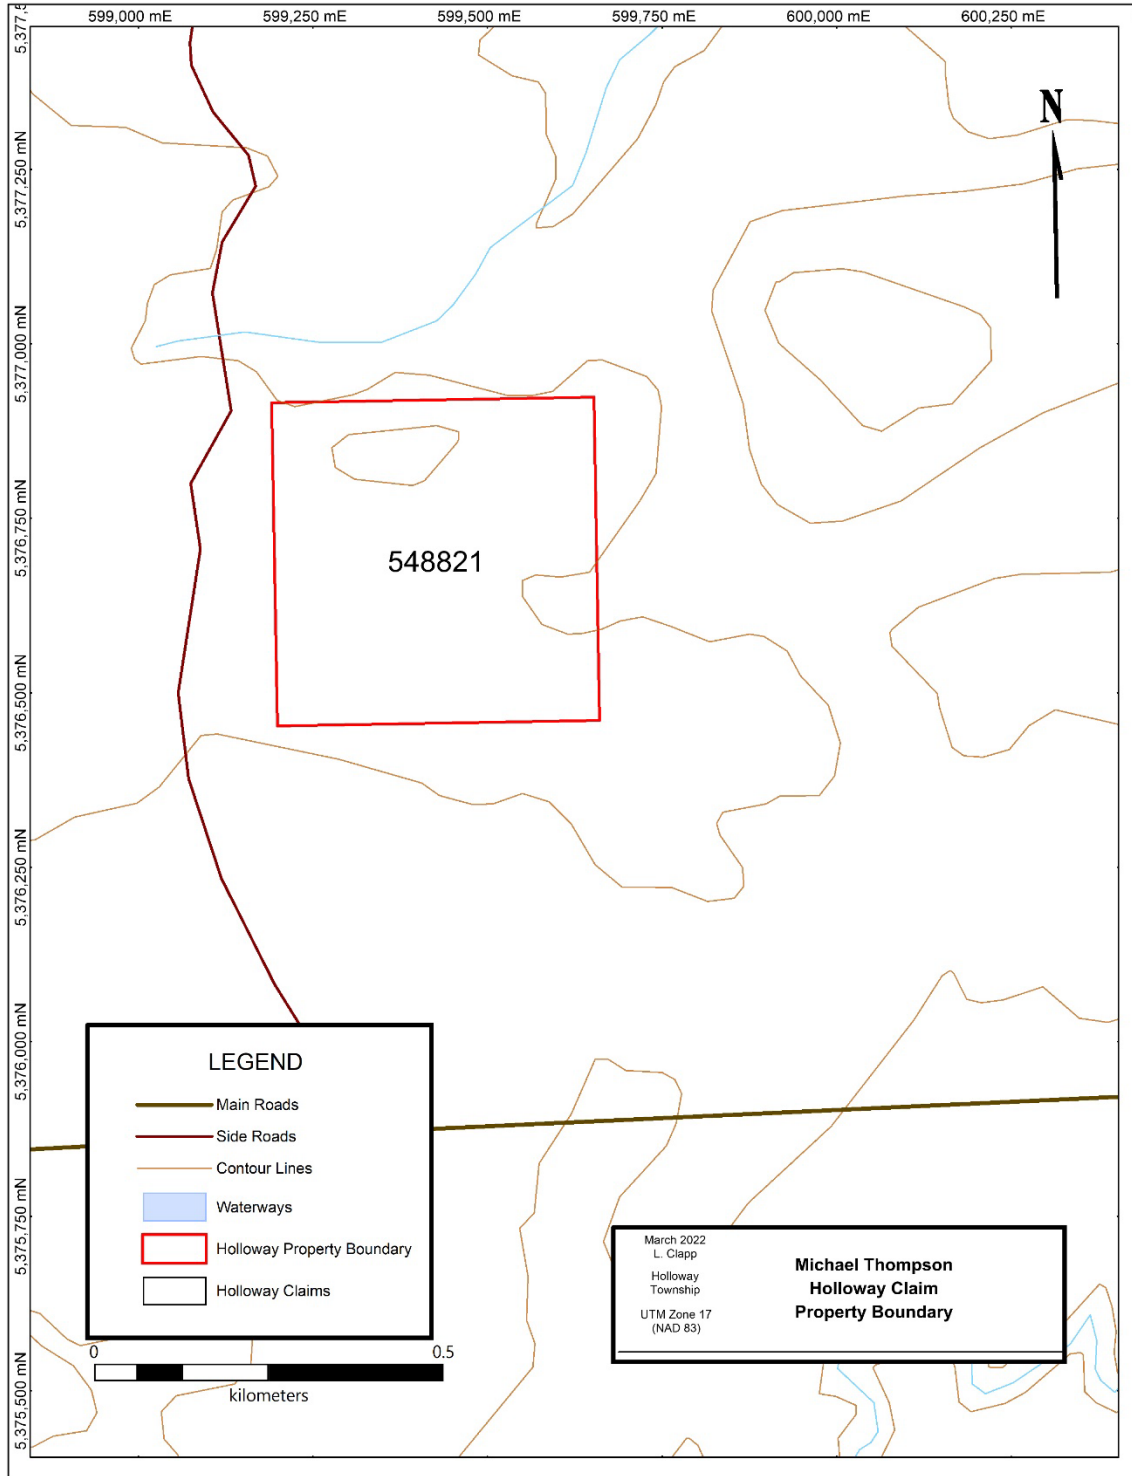 599,000 mE
599,250 mE
599,500 mE
599,750 mE
600,000 mE
600,250 mE
5,377,5
5,377,250 mN
5,377,000 mN
5,376,750 mN
5,376,500 mN
5,376,250 mN
5,376,000 mN
5,375,750 mN
5,375,500 mN
N
548821
LEGEND
Main Roads
Side Roads
Contour Lines
Waterways
Holloway Property Boundary
Holloway Claims
0 0.5
kilometers
March 2022
L. Clapp
Holloway
Township
UTM Zone 17
(NAD 83)
Michael Thompson
Holloway Claim
Property Boundary